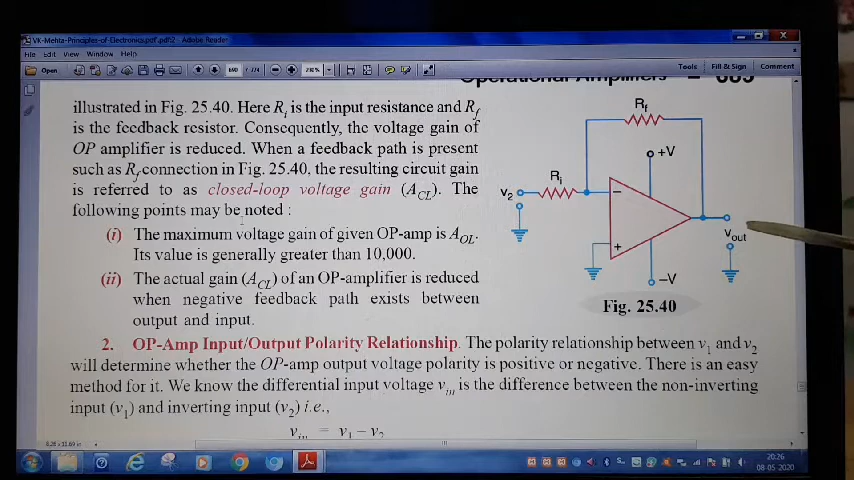 VK-Mehta-Principles-of-Electronics.pdf - Adobe Reader
File Edit View Window Help
Open 690 / 774 230% Tools Fill & Sign Comment
Operational Amplifiers
illustrated in Fig. 25.40. Here Ri is the input resistance and Rf
is the feedback resistor. Consequently, the voltage gain of
OP amplifier is reduced. When a feedback path is present
such as Rf connection in Fig. 25.40, the resulting circuit gain
is referred to as closed-loop voltage gain (ACL). The
following points may be noted :
(i) The maximum voltage gain of given OP-amp is AOL.
Its value is generally greater than 10,000.
(ii) The actual gain (ACL) of an OP-amplifier is reduced
when negative feedback path exists between
output and input.
Rf
+V
Ri
v2
−
+
vout
−V
Fig. 25.40
2. OP-Amp Input/Output Polarity Relationship. The polarity relationship between v1 and v2
will determine whether the OP-amp output voltage polarity is positive or negative. There is an easy
method for it. We know the differential input voltage vin is the difference between the non-inverting
input (v1) and inverting input (v2) i.e.,
vin = v1 − v2
8.25 x 11.69 in
20:26
08-05-2020